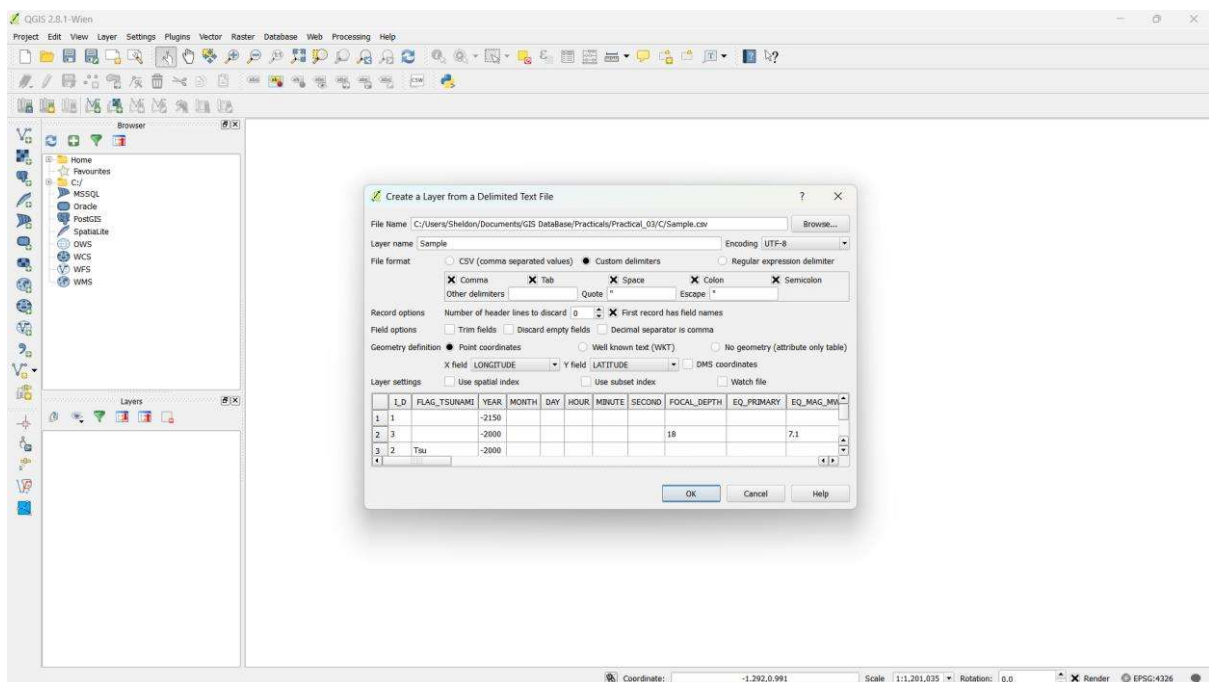 QGIS 2.8.1-Wien
Project Edit View Layer Settings Plugins Vector Raster Database Web Processing Help
CSW
Browser
Home
Favourites
C:/
MSSQL
Oracle
PostGIS
SpatiaLite
OWS
WCS
WFS
WMS
Layers
Create a Layer from a Delimited Text File
File Name C:/Users/Sheldon/Documents/GIS DataBase/Practicals/Practical_03/C/Sample.csv Browse...
Layer name Sample Encoding UTF-8
File format CSV (comma separated values) Custom delimiters Regular expression delimiter
Comma Tab Space Colon Semicolon
Other delimiters Quote " Escape "
Record options Number of header lines to discard 0 First record has field names
Field options Trim fields Discard empty fields Decimal separator is comma
Geometry definition Point coordinates Well known text (WKT) No geometry (attribute only table)
X field LONGITUDE Y field LATITUDE DMS coordinates
Layer settings Use spatial index Use subset index Watch file
I_D FLAG_TSUNAMI YEAR MONTH DAY HOUR MINUTE SECOND FOCAL_DEPTH EQ_PRIMARY EQ_MAG_MW
1 1 -2150
2 3 -2000 18 7.1
3 2 Tsu -2000
OK Cancel Help
Coordinate: -1.292,0.991 Scale 1:1,201,035 Rotation: 0.0 Render EPSG:4326